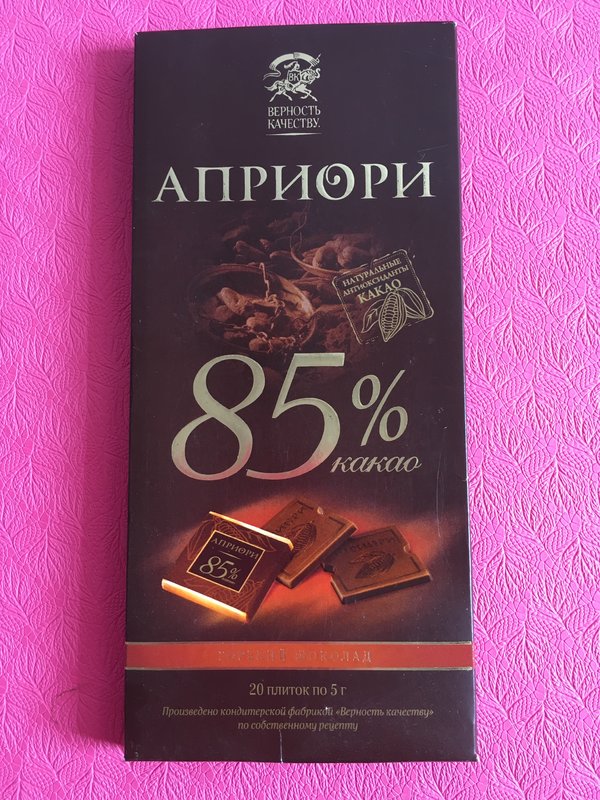 ВК
ВЕРНОСТЬ
КАЧЕСТВУ.
АПРИОРИ
НАТУРАЛЬНЫЕ
АНТИОКСИДАНТЫ
КАКАО
85%
какао
АПРИОРИ
85%
ГОРЬКИЙ ШОКОЛАД
20 ПЛИТОК ПО 5 Г
Произведено кондитерской фабрикой «Верность качеству»
по собственному рецепту